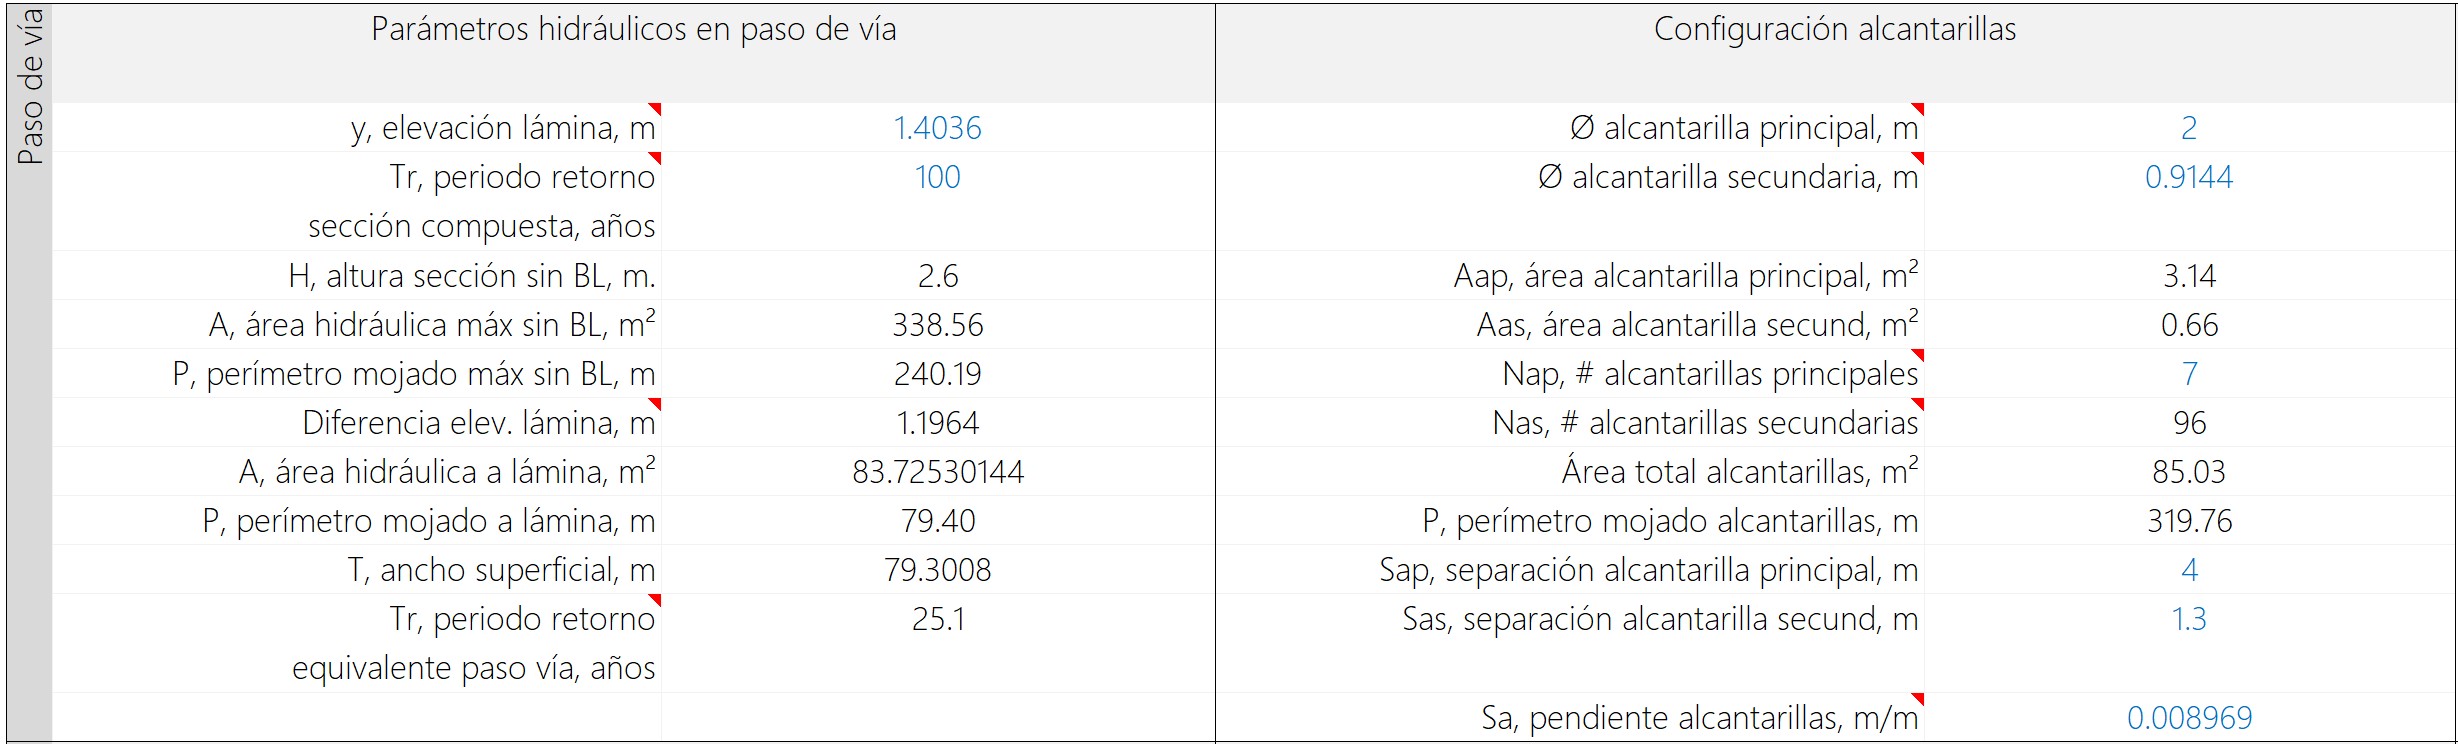 Paso de vía
Parámetros hidráulicos en paso de vía
Configuración alcantarillas
y, elevación lámina, m 1.4036
Ø alcantarilla principal, m 2
Tr, periodo retorno 100
sección compuesta, años
Ø alcantarilla secundaria, m 0.9144
H, altura sección sin BL, m. 2.6
Aap, área alcantarilla principal, m² 3.14
A, área hidráulica máx sin BL, m² 338.56
Aas, área alcantarilla secund, m² 0.66
P, perímetro mojado máx sin BL, m 240.19
Nap, # alcantarillas principales 7
Diferencia elev. lámina, m 1.1964
Nas, # alcantarillas secundarias 96
A, área hidráulica a lámina, m² 83.72530144
Área total alcantarillas, m² 85.03
P, perímetro mojado a lámina, m 79.40
P, perímetro mojado alcantarillas, m 319.76
T, ancho superficial, m 79.3008
Sap, separación alcantarilla principal, m 4
Tr, periodo retorno 25.1
equivalente paso vía, años
Sas, separación alcantarilla secund, m 1.3
Sa, pendiente alcantarillas, m/m 0.008969